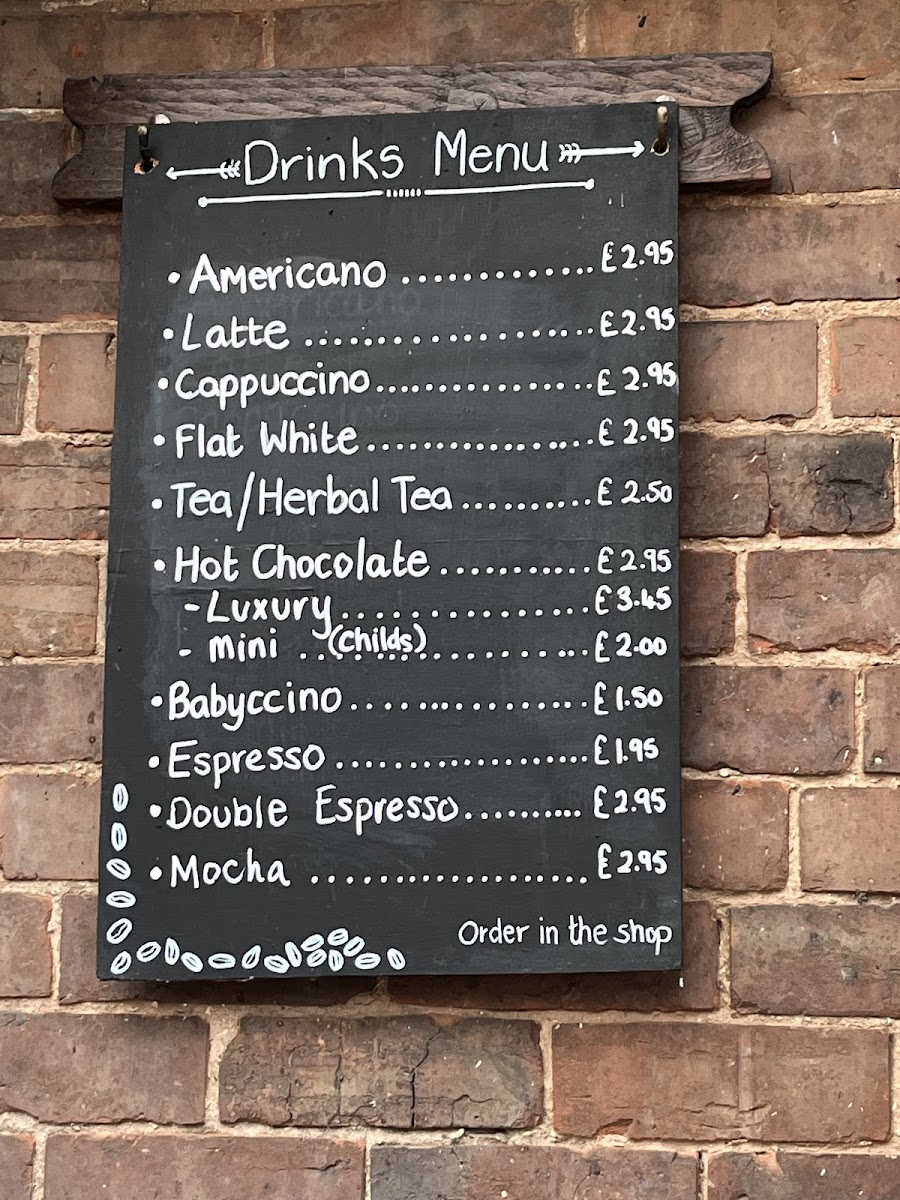 Drinks Menu
• Americano ............. £2.95
• Latte .................. £2.95
• Cappuccino ............... £2.95
• Flat White ................ £2.95
• Tea/Herbal Tea .......... £2.50
• Hot Chocolate ........... £2.95
- Luxury ............... £3.45
- mini (childs) ............... £2.00
• Babyccino ................ £1.50
• Espresso ................... £1.95
• Double Espresso .......... £2.95
• Mocha .................. £2.95
Order in the shop